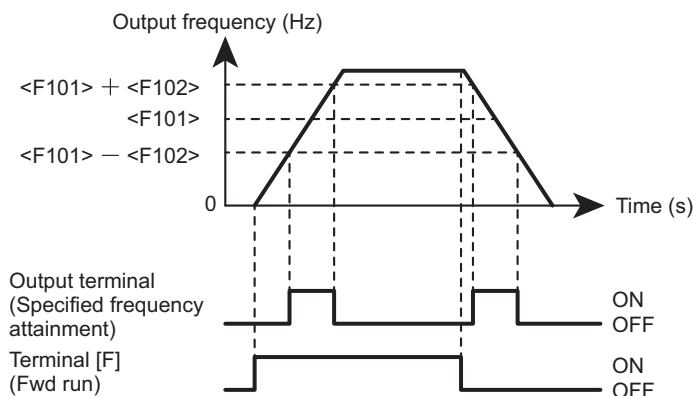 Output frequency (Hz)
<F101> + <F102>
<F101>
<F101> − <F102>
0
Time (s)
Output terminal
(Specified frequency
attainment)
ON
OFF
Terminal [F]
(Fwd run)
ON
OFF